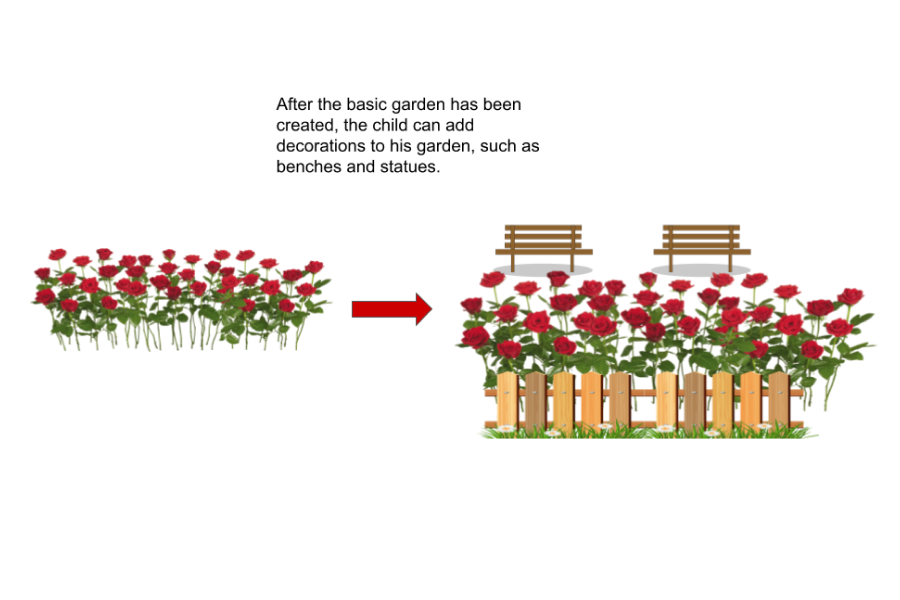 After the basic garden has been
created, the child can add
decorations to his garden, such as
benches and statues.